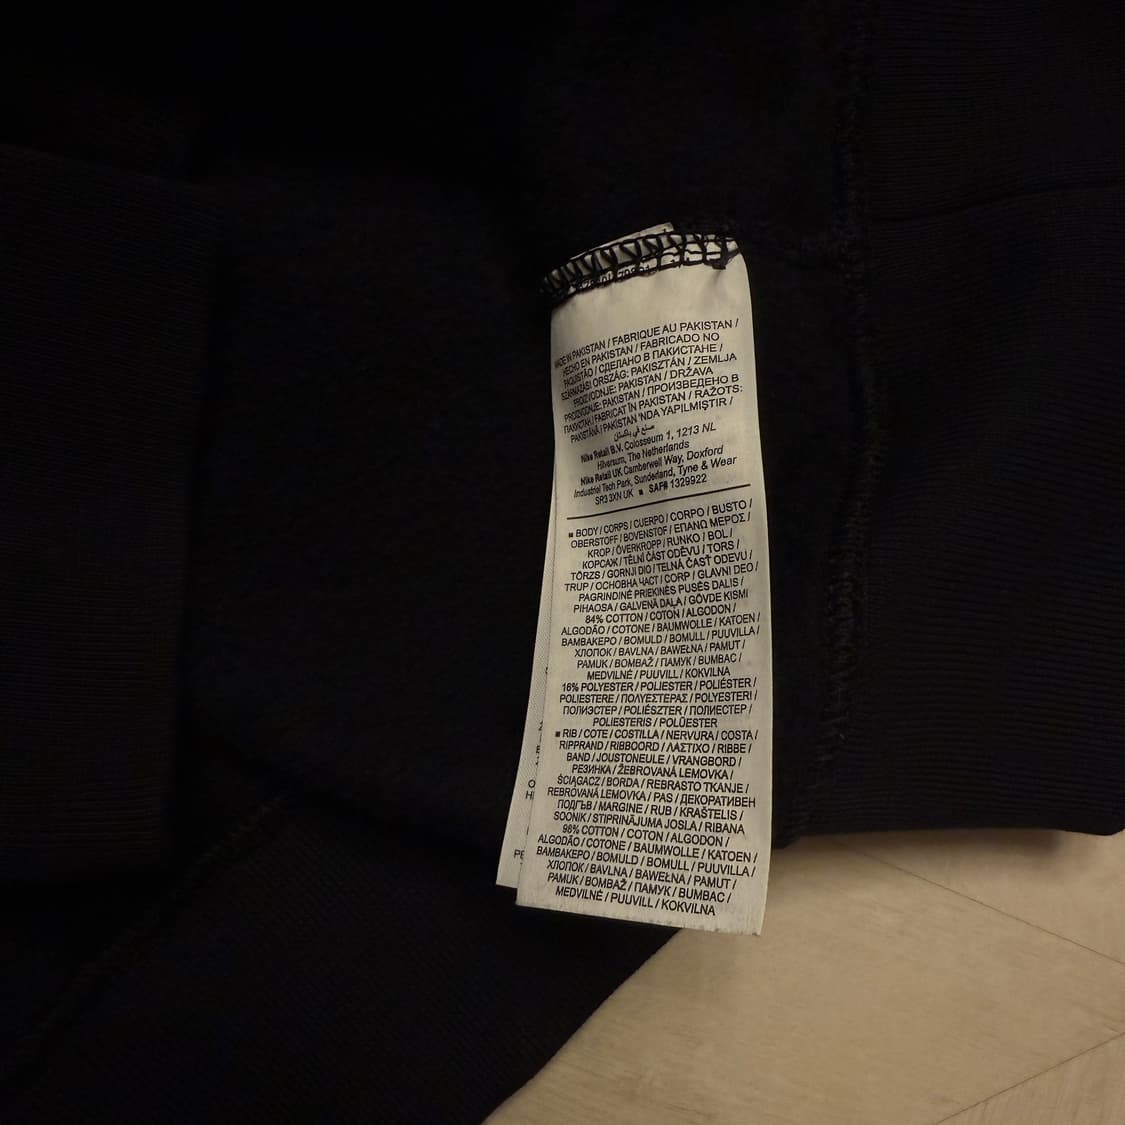 MADE IN PAKISTAN / FABRIQUE AU PAKISTAN /
HECHO EN PAKISTAN / FABRICADO NO
PAQUISTÃO / СДЕЛАНО В ПАКИСТАНЕ /
SZÁRMAZÁSI ORSZÁG: PAKISZTÁN / ZEMLJA
PROIZVODNJE: PAKISTAN / DRŽAVA
PROIZVODNJE: PAKISTAN / ПРОИЗВЕДЕНО В
ПАКИСТАН / FABRICAT ÎN PAKISTAN / RAŽOTS:
PAKISTĀNĀ / PAKISTAN 'NDA YAPILMIŞTIR /
صنع في باكستان
Nike Retail B.V. Colosseum 1, 1213 NL
Hilversum, The Netherlands
Nike Retail UK Camberwell Way, Doxford
Industrial Tech Park, Sunderland, Tyne & Wear
SR3 3XN UK ■ SAF# 1329922
■ BODY / CORPS / CUERPO / CORPO / BUSTO /
OBERSTOFF / BOVENSTOF / ΕΠΑΝΩ ΜΕΡΟΣ /
KROP / ÖVERKROPP / RUNKO / BOL /
КОРСАЖ / TĚLNÍ ČÁST ODĚVU / TORS /
TÖRZS / GORNJI DIO / TELNÁ ČASŤ ODEVU /
TRUP / ОСНОВНА ЧАСТ / CORP / GLAVNI DEO /
PAGRINDINĖ PRIEKINĖS PUSĖS DALIS /
PIHAOSA / GALVENĀ DAĻA / GÖVDE KISMI
84% COTTON / COTON / ALGODON /
ALGODÃO / COTONE / BAUMWOLLE / KATOEN /
ΒΑΜΒΑΚΕΡΟ / BOMULD / BOMULL / PUUVILLA /
ХЛОПОК / BAVLNA / BAWEŁNA / PAMUT /
PAMUK / BOMBAŽ / ПАМУК / BUMBAC /
MEDVILNĖ / PUUVILL / KOKVILNA
16% POLYESTER / POLIESTER / POLIÉSTER /
POLIESTERE / ΠΟΛΥΕΣΤΕΡΑΣ / POLYESTERI /
ПОЛИЭСТЕР / POLIÉSZTER / ПОЛИЕСТЕР /
POLIESTERIS / POLÜESTER
■ RIB / COTE / COSTILLA / NERVURA / COSTA /
RIPPRAND / RIBBOORD / ΛΑΣΤΙΧΟ / RIBBE /
BAND / JOUSTONEULE / VRANGBORD /
РЕЗИНКА / ŽEBROVANÁ LEMOVKA /
ŚCIĄGACZ / BORDA / REBRASTO TKANJE /
REBROVANÁ LEMOVKA / PAS / ДЕКОРАТИВЕН
ПОДГЪВ / MARGINE / RUB / KRAŠTELIS /
SOONIK / STIPRINĀJUMA JOSLA / RIBANA
96% COTTON / COTON / ALGODON /
ALGODÃO / COTONE / BAUMWOLLE / KATOEN /
ΒΑΜΒΑΚΕΡΟ / BOMULD / BOMULL / PUUVILLA /
ХЛОПОК / BAVLNA / BAWEŁNA / PAMUT /
PAMUK / BOMBAŽ / ПАМУК / BUMBAC /
MEDVILNĖ / PUUVILL / KOKVILNA